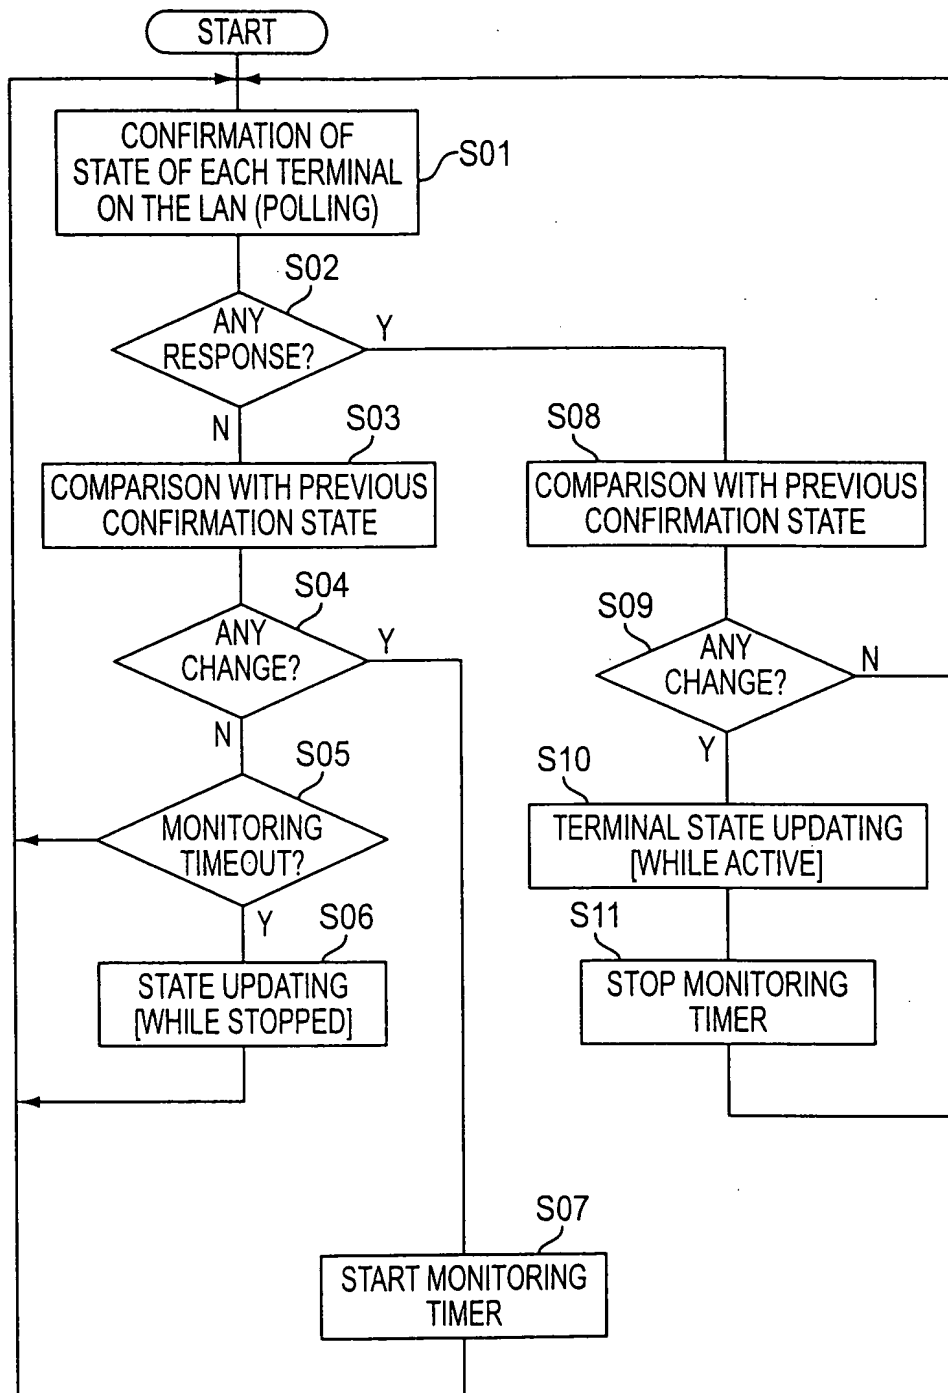 START
CONFIRMATION OF
STATE OF EACH TERMINAL
ON THE LAN (POLLING)
S01
S02
ANY
RESPONSE?
Y
N
S03
COMPARISON WITH PREVIOUS
CONFIRMATION STATE
S08
COMPARISON WITH PREVIOUS
CONFIRMATION STATE
S04
ANY
CHANGE?
Y
N
S09
ANY
CHANGE?
N
Y
S05
MONITORING
TIMEOUT?
Y
S10
TERMINAL STATE UPDATING
[WHILE ACTIVE]
S06
STATE UPDATING
[WHILE STOPPED]
S11
STOP MONITORING
TIMER
S07
START MONITORING
TIMER